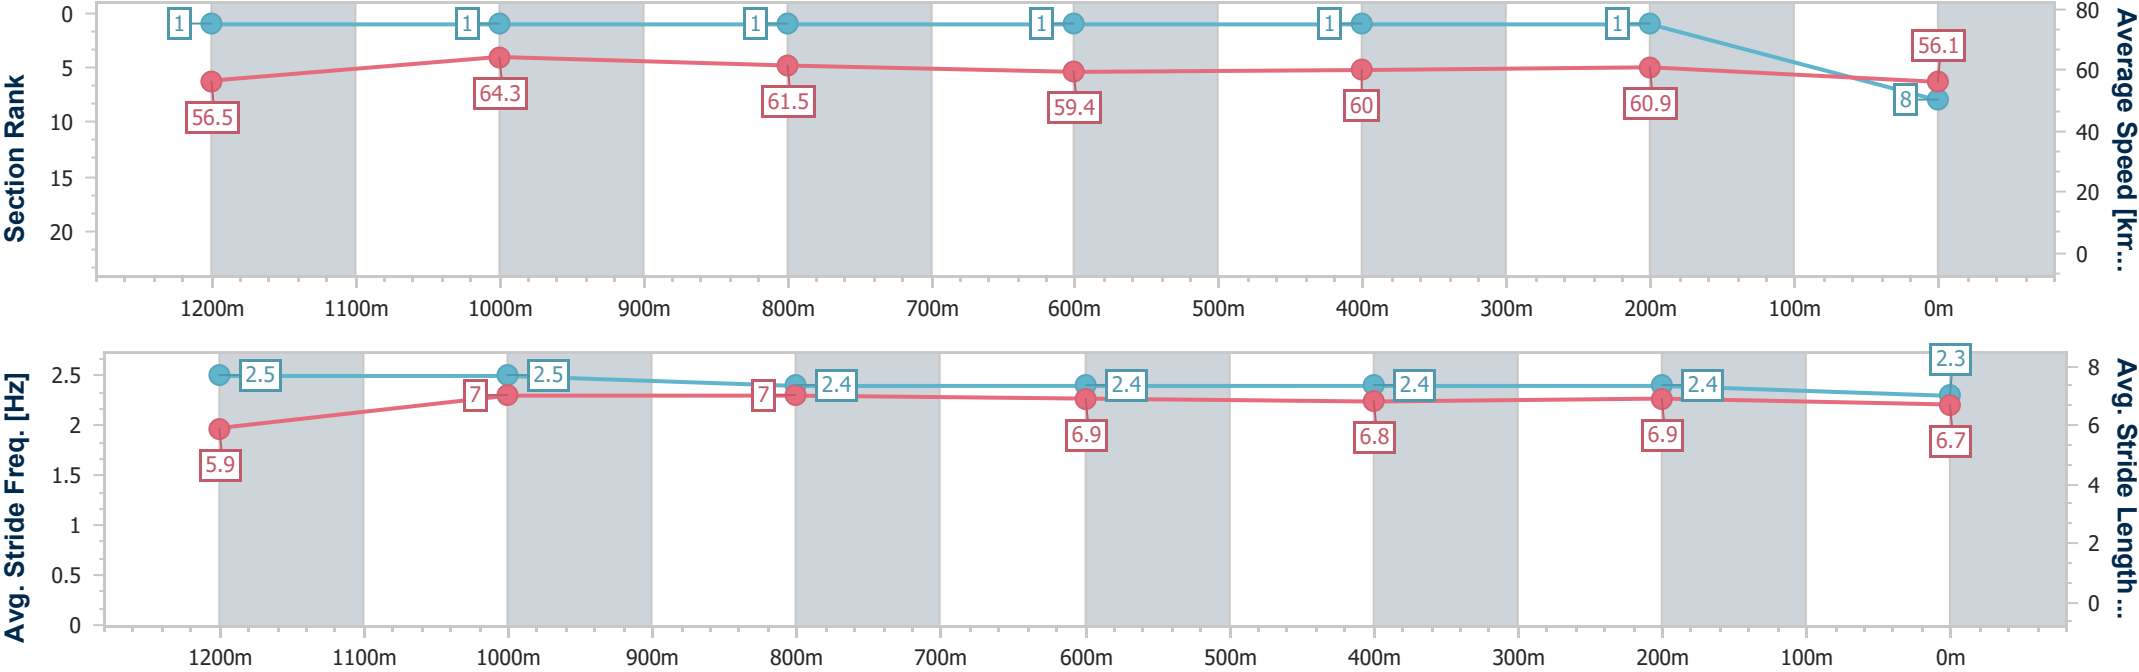 Section Rank
0
5
10
15
20
1
1
1
1
1
1
8
56.5
64.3
61.5
59.4
60
60.9
56.1
80
60
40
20
0
Average Speed [km...
1200m
1100m
1000m
900m
800m
700m
600m
500m
400m
300m
200m
100m
0m
Avg. Stride Freq. [Hz]
2.5
2
1.5
1
0.5
0
2.5
2.5
2.4
2.4
2.4
2.4
2.3
5.9
7
7
6.9
6.8
6.9
6.7
8
6
4
2
0
Avg. Stride Length ...
1200m
1100m
1000m
900m
800m
700m
600m
500m
400m
300m
200m
100m
0m